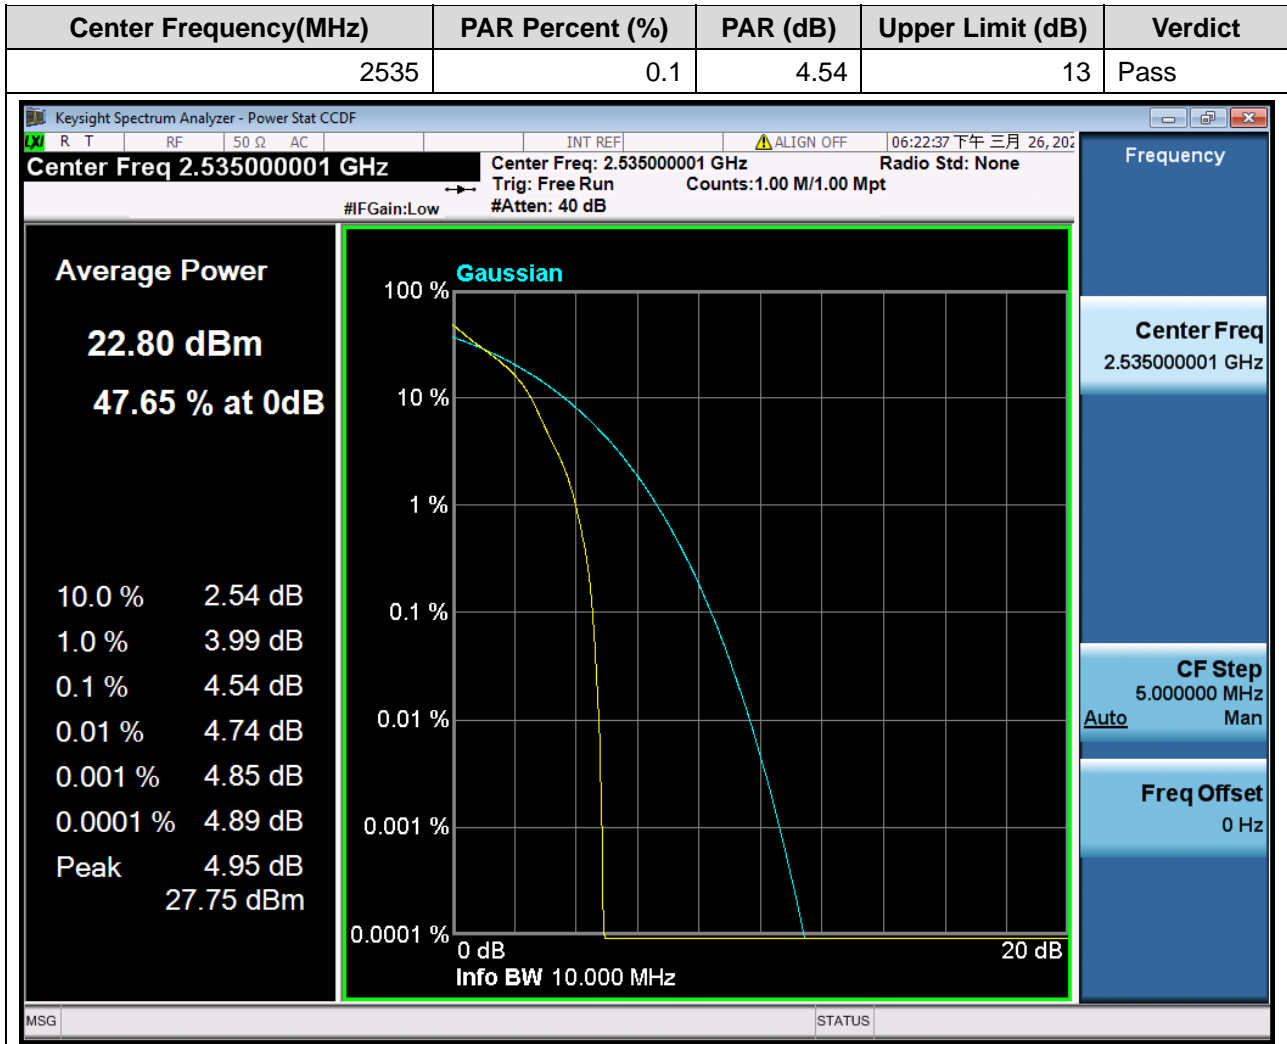 Center Frequency(MHz) PAR Percent (%) PAR (dB) Upper Limit (dB) Verdict
2535 0.1 4.54 13 Pass
Keysight Spectrum Analyzer - Power Stat CCDF
LXI R T RF 50 Ω AC INT REF ALIGN OFF 06:22:37 下午 三月 26, 202
Center Freq 2.535000001 GHz
#IFGain:Low
Center Freq: 2.535000001 GHz Radio Std: None
Trig: Free Run Counts:1.00 M/1.00 Mpt
#Atten: 40 dB
Average Power
22.80 dBm
47.65 % at 0dB
10.0 % 2.54 dB
1.0 % 3.99 dB
0.1 % 4.54 dB
0.01 % 4.74 dB
0.001 % 4.85 dB
0.0001 % 4.89 dB
Peak 4.95 dB
27.75 dBm
Gaussian
100 %
10 %
1 %
0.1 %
0.01 %
0.001 %
0.0001 %
0 dB 20 dB
Info BW 10.000 MHz
Frequency
Center Freq
2.535000001 GHz
CF Step
5.000000 MHz
Auto Man
Freq Offset
0 Hz
MSG STATUS